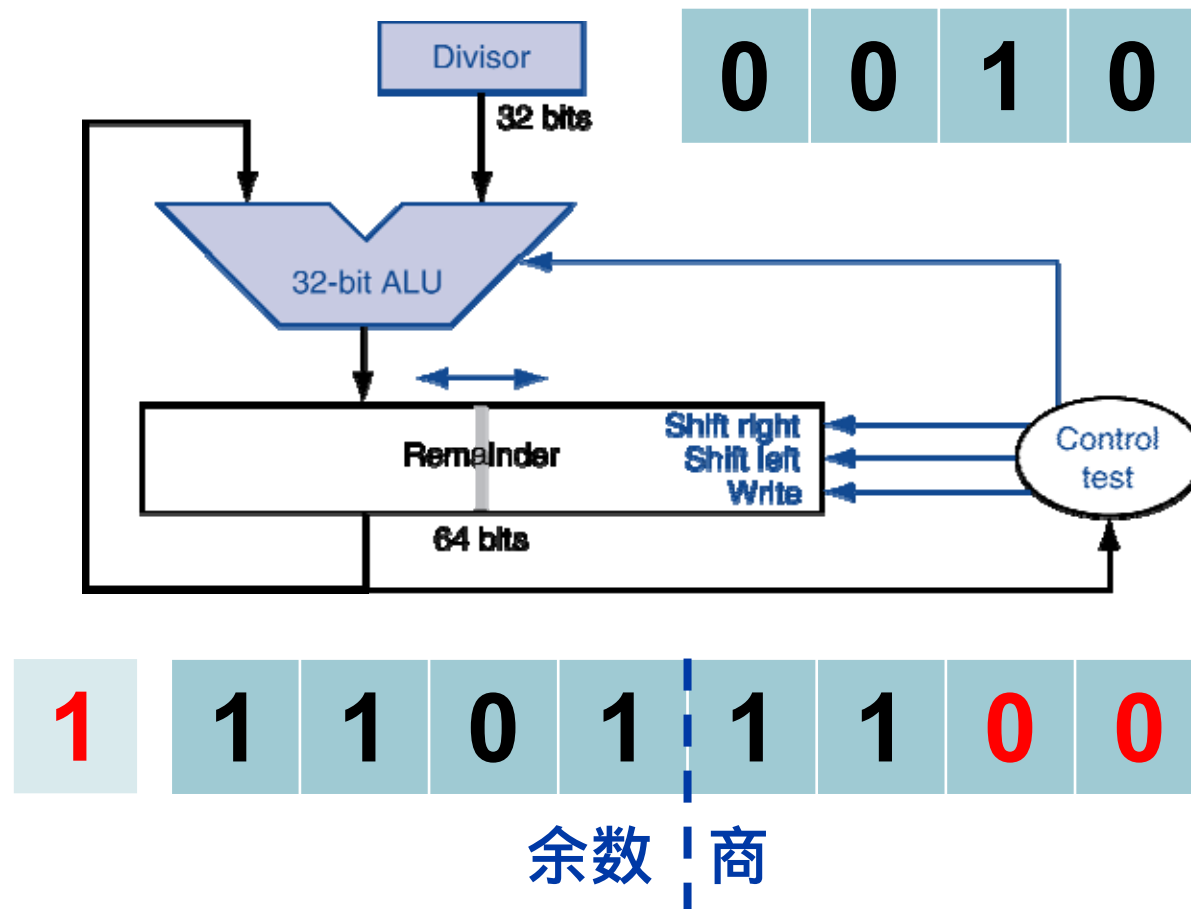 Divisor
0 0 1 0
32 bits
32-bit ALU
Remainder
Shift right
Shift left
Write
Control
test
64 bits
1 1 1 0 1 1 1 0 0
余数 商